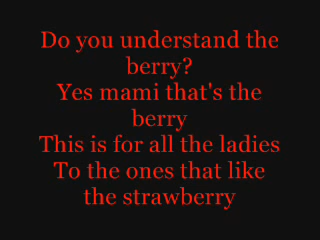 Do you understand the
berry?
Yes mami that's the
berry
This is for all the ladies
To the ones that like
the strawberry